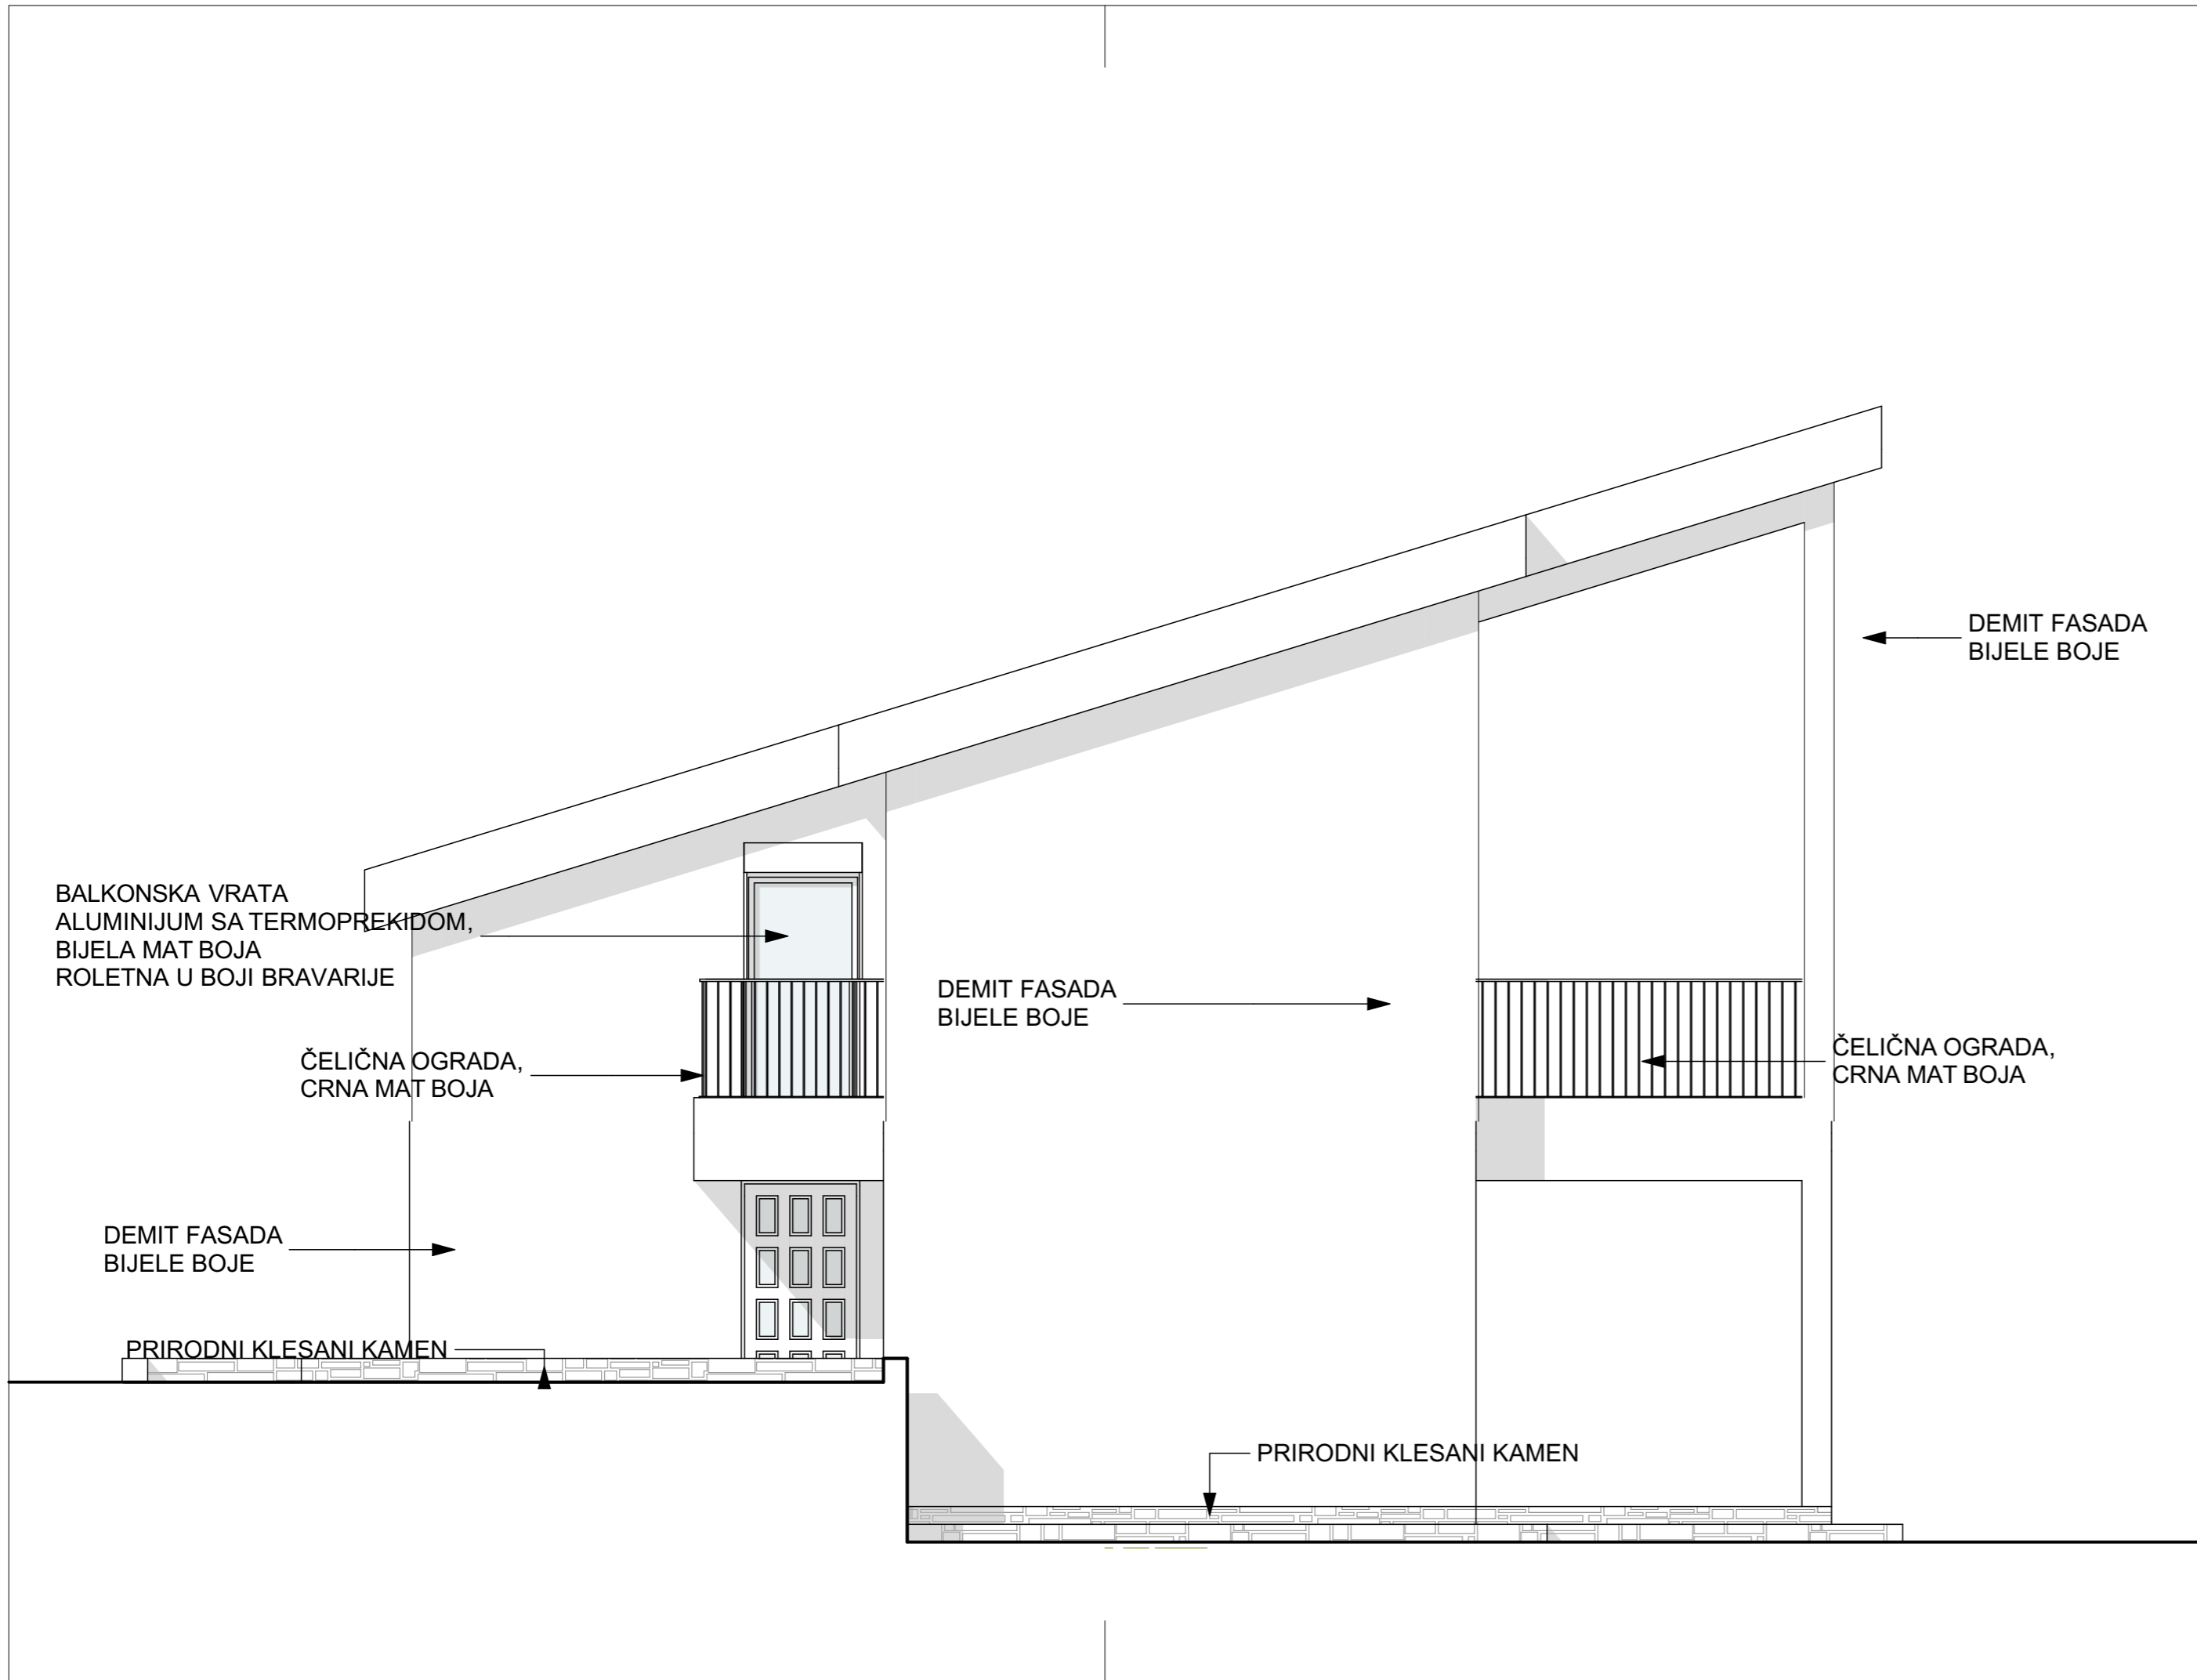 DEMIT FASADA
BIJELE BOJE
BALKONSKA VRATA
ALUMINIJUM SA TERMOPREKIDOM,
BIJELA MAT BOJA
ROLETNA U BOJI BRAVARIJE
DEMIT FASADA
BIJELE BOJE
ČELIČNA OGRADA,
CRNA MAT BOJA
ČELIČNA OGRADA,
CRNA MAT BOJA
DEMIT FASADA
BIJELE BOJE
PRIRODNI KLESANI KAMEN
PRIRODNI KLESANI KAMEN